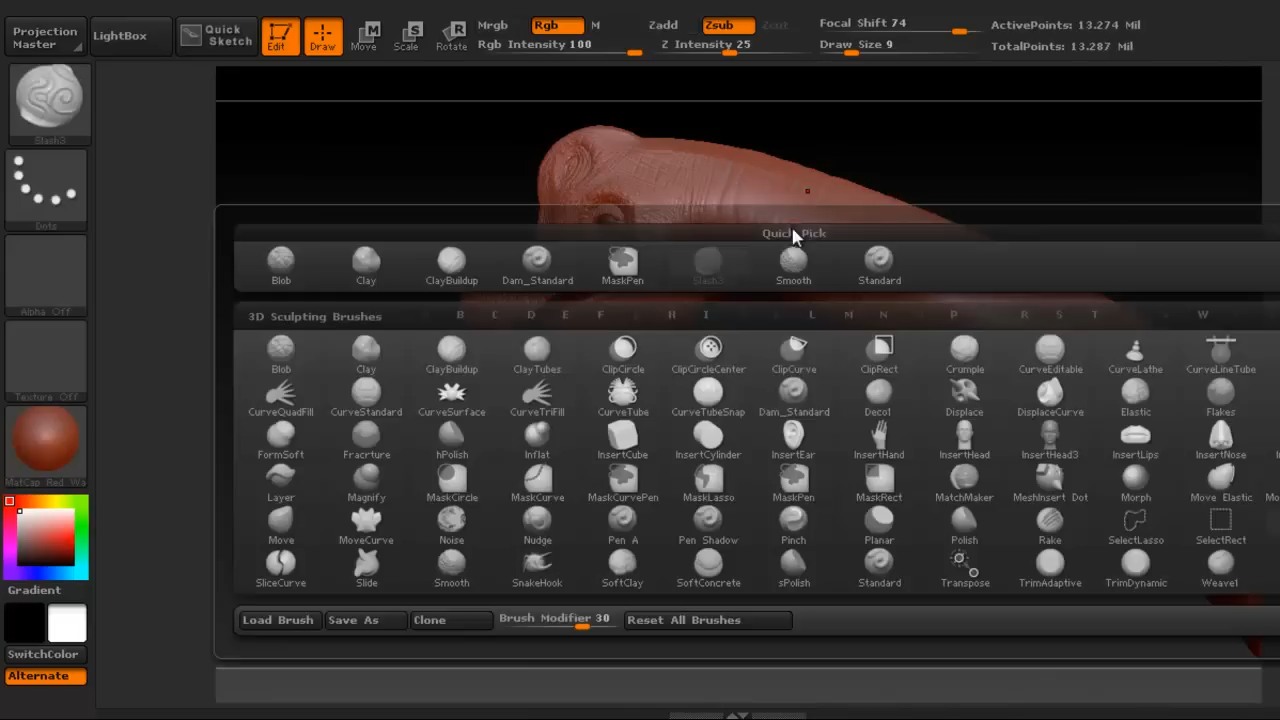 Projection Master
LightBox
Quick Sketch
Edit
Draw
Move
Scale
Rotate
Mrgb Rgb M
Rgb Intensity 100
Zadd Zsub Zcut
Z Intensity 25
Focal Shift 74
Draw Size 9
ActivePoints: 13.274 Mil
TotalPoints: 13.287 Mil
Slash3
Dots
Alpha Off
Texture Off
MatCap Red Wa
Gradient
SwitchColor
Alternate
Quick Pick
Blob Clay ClayBuildup Dam_Standard MaskPen Slash3 Smooth Standard
3D Sculpting Brushes B C D E F H I L M N P R S T W
Blob Clay ClayBuildup ClayTubes ClipCircle ClipCircleCenter ClipCurve ClipRect Crumple CurveEditable CurveLathe CurveLineTube
CurveQuadFill CurveStandard CurveSurface CurveTriFill CurveTube CurveTubeSnap Dam_Standard Deco1 Displace DisplaceCurve Elastic Flakes
FormSoft Fracrture hPolish Inflat InsertCube InsertCylinder InsertEar InsertHand InsertHead InsertHead3 InsertLips InsertNose
Layer Magnify MaskCircle MaskCurve MaskCurvePen MaskLasso MaskPen MaskRect MatchMaker MeshInsert Dot Morph Move Elastic
Move MoveCurve Noise Nudge Pen A Pen Shadow Pinch Planar Polish Rake SelectLasso SelectRect
SliceCurve Slide Smooth SnakeHook SoftClay SoftConcrete sPolish Standard Transpose TrimAdaptive TrimDynamic Weave1
Load Brush Save As Clone Brush Modifier 30 Reset All Brushes